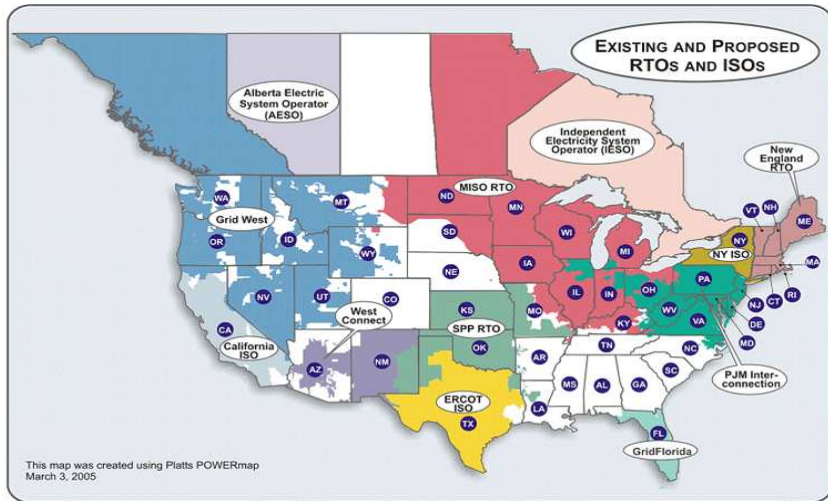 EXISTING AND PROPOSED
RTOS AND ISOS
Alberta Electric
System Operator
(AESO)
Independent
Electricity System
Operator (IESO)
New
England
RTO
MISO RTO
Grid West
NY ISO
West
Connect
SPP RTO
California
ISO
ERCOT
ISO
PJM Inter-
connection
GridFlorida
WA
MT
ND
MN
VT
NH
ME
OR
ID
WY
SD
WI
MI
NY
MA
NE
IA
PA
NV
UT
CO
IL
IN
OH
NJ
CT
RI
CA
KS
MO
WV
VA
KY
DE
MD
AZ
NM
OK
AR
TN
NC
SC
MS
AL
GA
TX
LA
FL
This map was created using Platts POWERmap
March 3, 2005